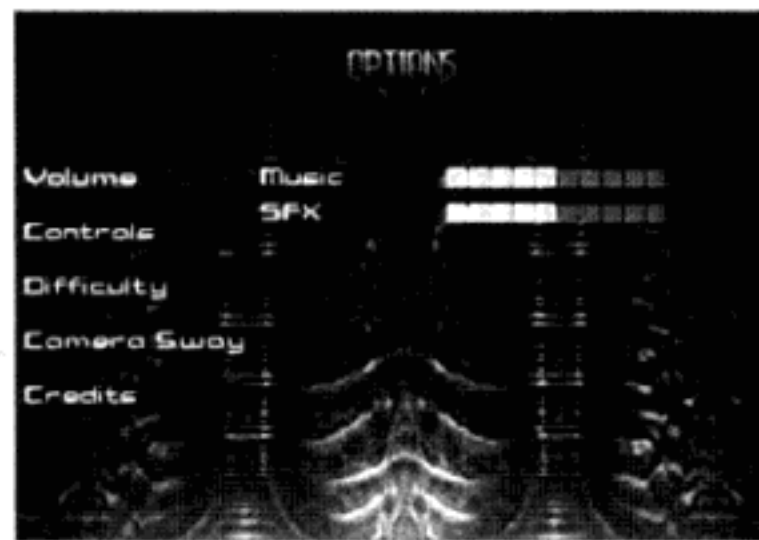 OPTIONS
Volume Music
SFX
Controls
Difficulty
Camera Sway
Credits